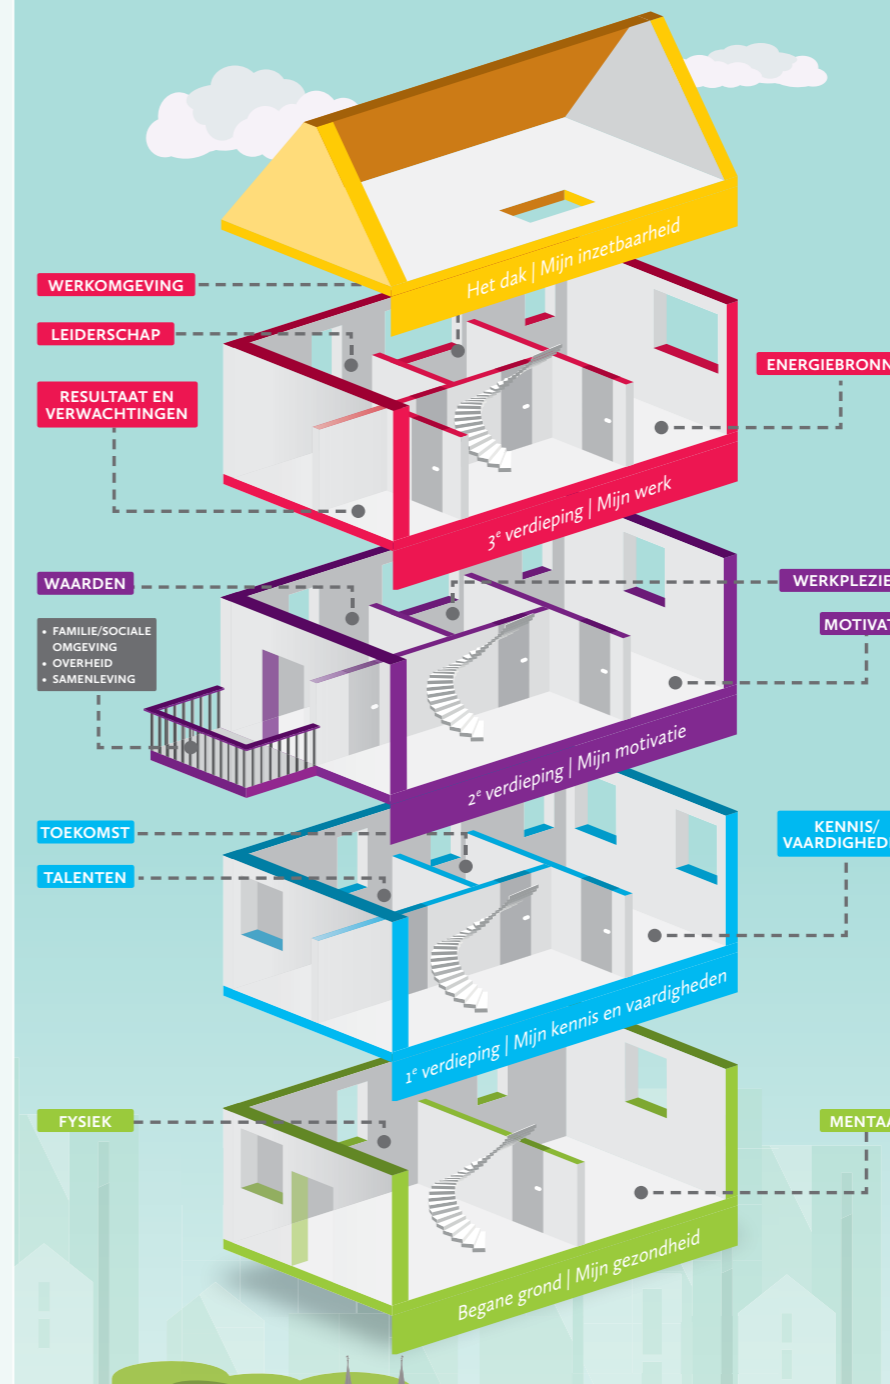 Het dak | Mijn inzetbaarheid
WERKOMGEVING
LEIDERSCHAP
RESULTAAT EN
VERWACHTINGEN
ENERGIEBRONN
3e verdieping | Mijn werk
WAARDEN
WERKPLEZIE
• FAMILIE/SOCIALE
OMGEVING
• OVERHEID
• SAMENLEVING
MOTIVAT
2e verdieping | Mijn motivatie
TOEKOMST
TALENTEN
KENNIS/
VAARDIGHED
1e verdieping | Mijn kennis en vaardigheden
FYSIEK
MENTAA
Begane grond | Mijn gezondheid